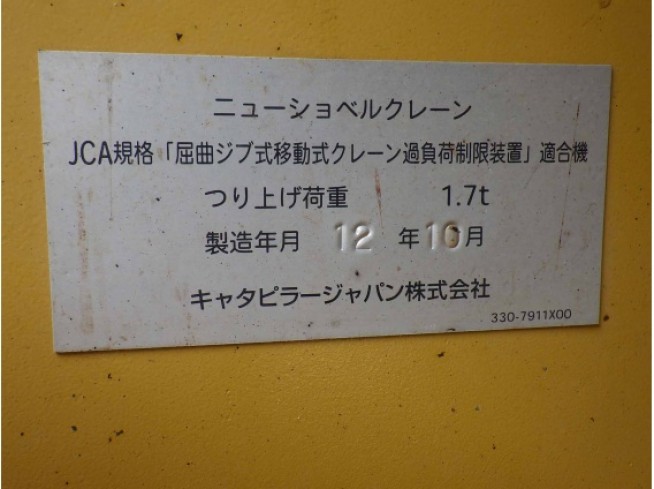 ニューショベルクレーン
JCA規格「屈曲ジブ式移動式クレーン過負荷制限装置」適合機
つり上げ荷重 1.7t
製造年月 12 年 10月
キャタピラージャパン株式会社
330-7911X00